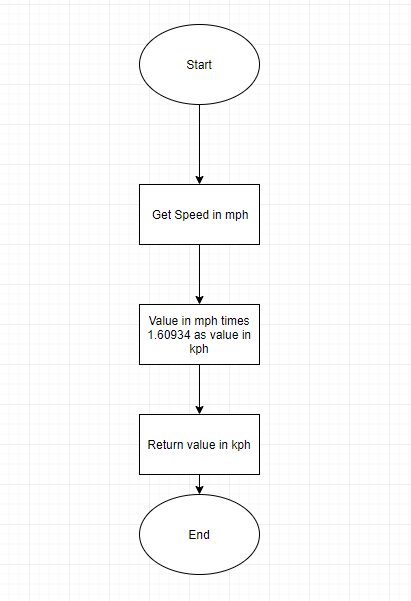 Start
Get Speed in mph
Value in mph times
1.60934 as value in
kph
Return value in kph
End